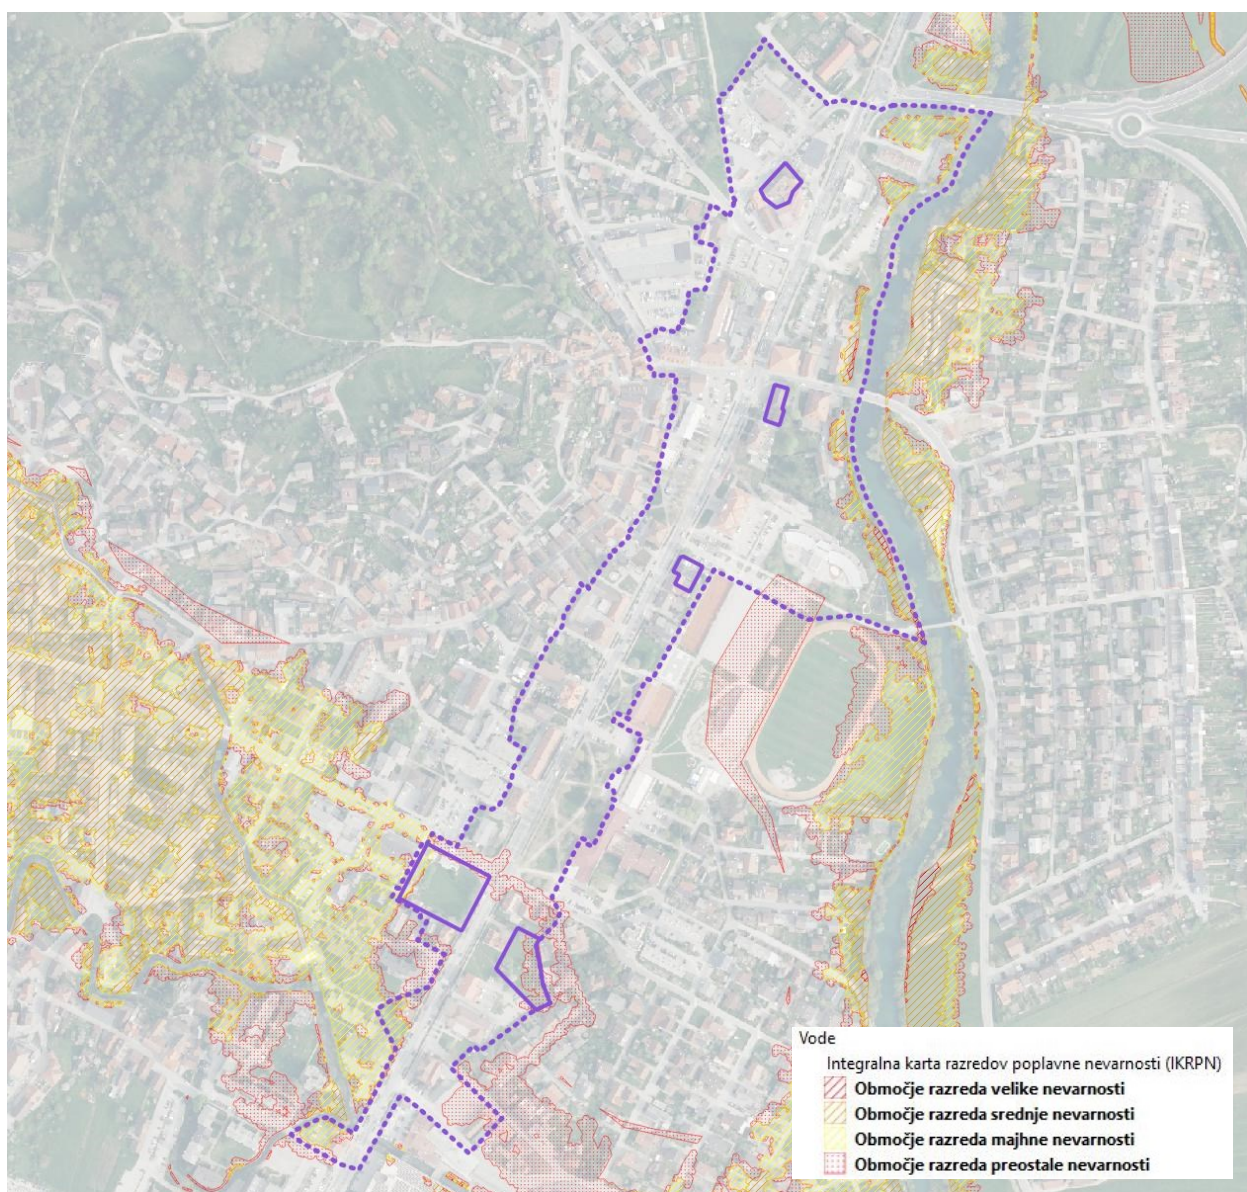 Vode
Integralna karta razredov poplavne nevarnosti (IKRPN)
Območje razreda velike nevarnosti
Območje razreda srednje nevarnosti
Območje razreda majhne nevarnosti
Območje razreda preostale nevarnosti